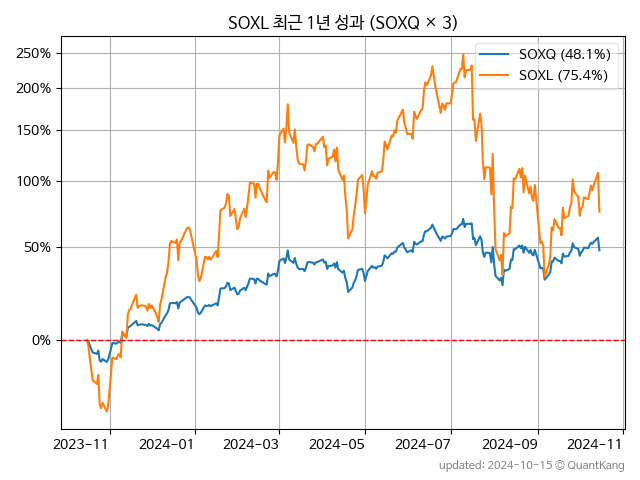 SOXL 최근 1년 성과 (SOXQ × 3)
SOXQ (48.1%)
SOXL (75.4%)
250%
200%
150%
100%
50%
0%
2023-11 2024-01 2024-03 2024-05 2024-07 2024-09 2024-11
updated: 2024-10-15 © QuantKang